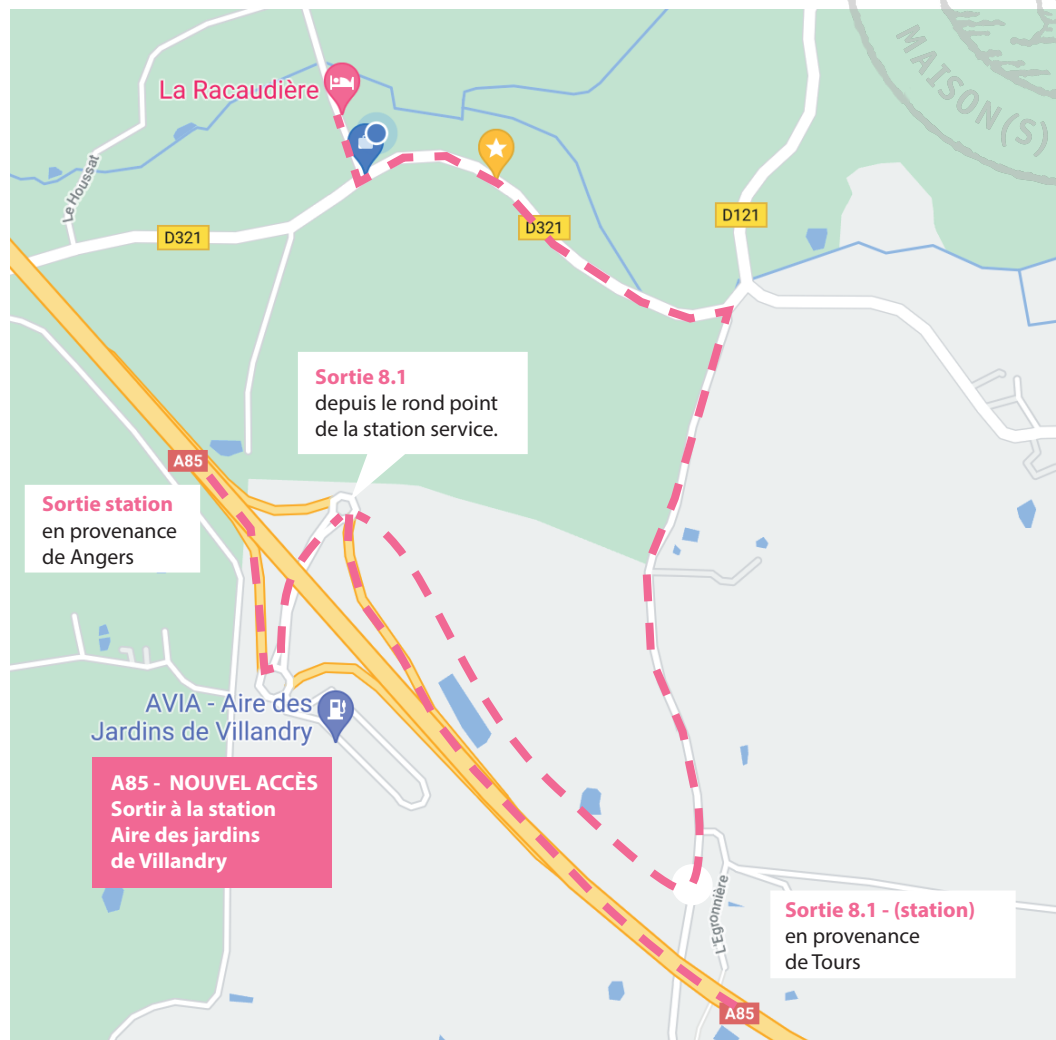 MAISON(S)
La Racaudière
Le Houssat
D321
D321
D121
Sortie 8.1
depuis le rond point
de la station service.
A85
Sortie station
en provenance
de Angers
AVIA - Aire des
Jardins de Villandry
A85 - NOUVEL ACCÈS
Sortir à la station
Aire des jardins
de Villandry
L'Egronnière
Sortie 8.1 - (station)
en provenance
de Tours
A85